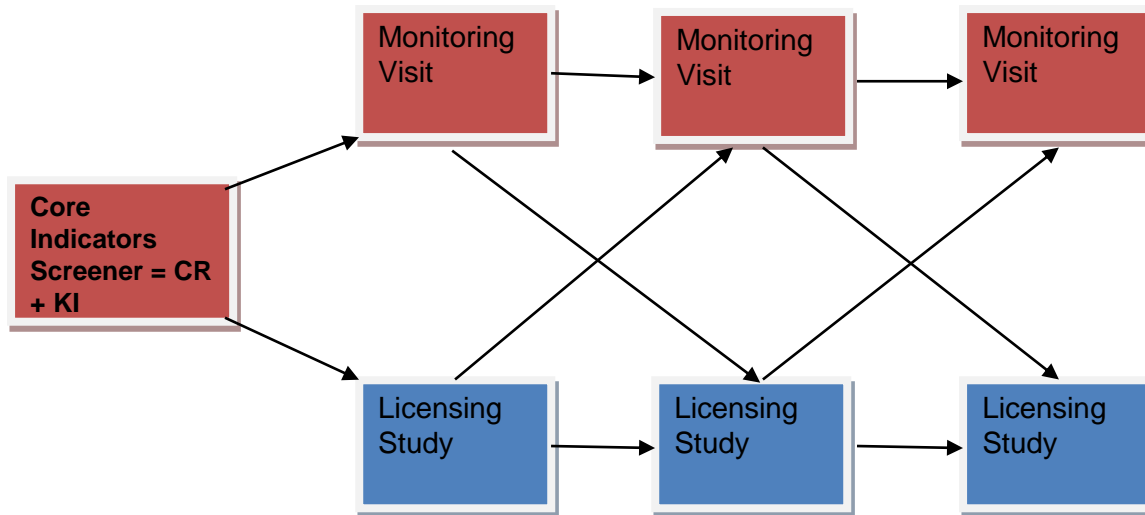 Monitoring
Visit
Monitoring
Visit
Monitoring
Visit
Core
Indicators
Screener = CR
+ KI
Licensing
Study
Licensing
Study
Licensing
Study